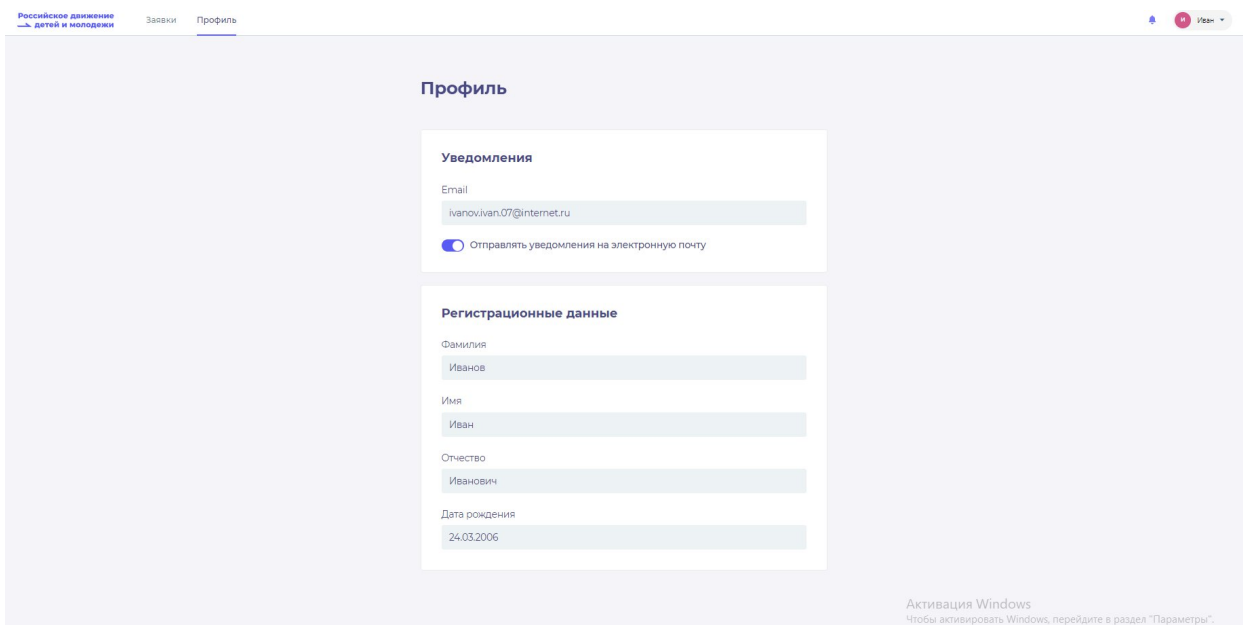 Российское движение
детей и молодежи
Заявки
Профиль
И
Иван
Профиль
Уведомления
Email
ivanov.ivan.07@internet.ru
Отправлять уведомления на электронную почту
Регистрационные данные
Фамилия
Иванов
Имя
Иван
Отчество
Иванович
Дата рождения
24.03.2006
Активация Windows
Чтобы активировать Windows, перейдите в раздел "Параметры".